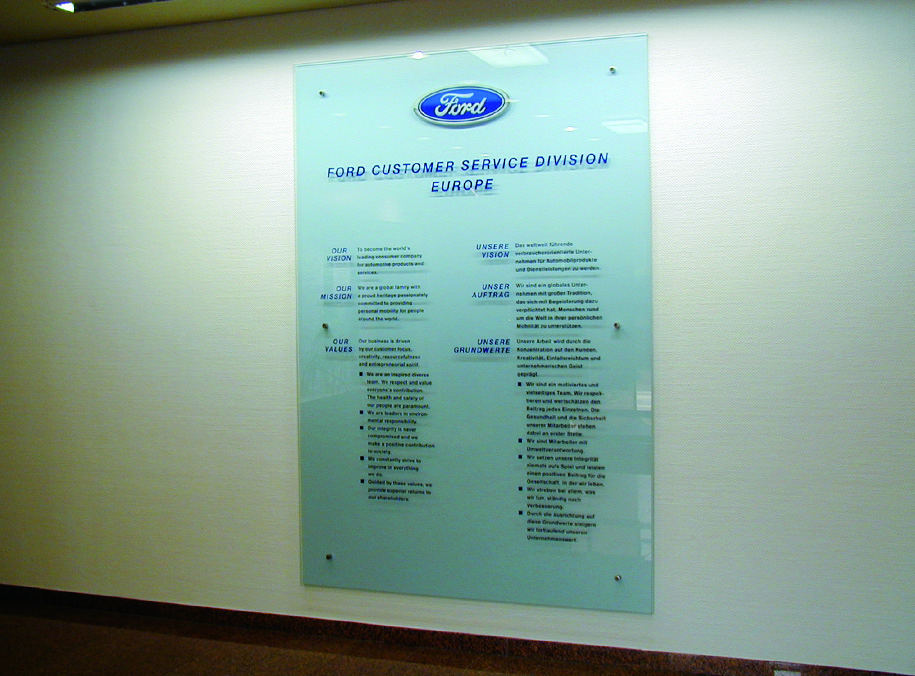 Ford
FORD CUSTOMER SERVICE DIVISION
EUROPE
OUR
VISION
To become the world's
leading consumer company
for automotive products and
services.
OUR
MISSION
We are a global family with
a proud heritage passionately
committed to providing
personal mobility for people
around the world.
OUR
VALUES
Our business is driven
by our customer focus,
creativity, resourcefulness
and entrepreneurial spirit.
■ We are an inspired diverse
team. We respect and value
everyone's contribution.
The health and safety of
our people are paramount.
■ We are leaders in environ-
mental responsibility.
■ Our integrity is never
compromised and we
make a positive contribution
to society.
■ We constantly strive to
improve in everything
we do.
■ Guided by these values, we
provide superior returns to
our shareholders.
UNSERE
VISION
Das weltweit führende
verbraucherorientierte Unter-
nehmen für Automobilprodukte
und Dienstleistungen zu werden.
UNSER
AUFTRAG
Wir sind ein globales Unter-
nehmen mit großer Tradition,
das sich mit Begeisterung dazu
verpflichtet hat, Menschen rund
um die Welt in ihrer persönlichen
Mobilität zu unterstützen.
UNSERE
GRUNDWERTE
Unsere Arbeit wird durch die
Konzentration auf den Kunden,
Kreativität, Einfallsreichtum und
unternehmerischen Geist
geprägt.
■ Wir sind ein motiviertes und
vielseitiges Team. Wir respek-
tieren und wertschätzen den
Beitrag jedes Einzelnen. Die
Gesundheit und die Sicherheit
unserer Mitarbeiter stehen
dabei an erster Stelle.
■ Wir sind Mitarbeiter mit
Umweltverantwortung.
■ Wir setzen unsere Integrität
niemals aufs Spiel und leisten
einen positiven Beitrag für die
Gesellschaft, in der wir leben.
■ Wir streben bei allem, was
wir tun, ständig nach
Verbesserung.
■ Durch die Ausrichtung auf
diese Grundwerte steigern
wir fortlaufend unseren
Unternehmenswert.